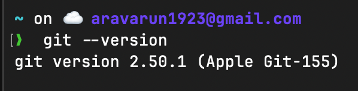 ~ on ☁️ aravarun1923@gmail.com
❯ git --version
git version 2.50.1 (Apple Git-155)